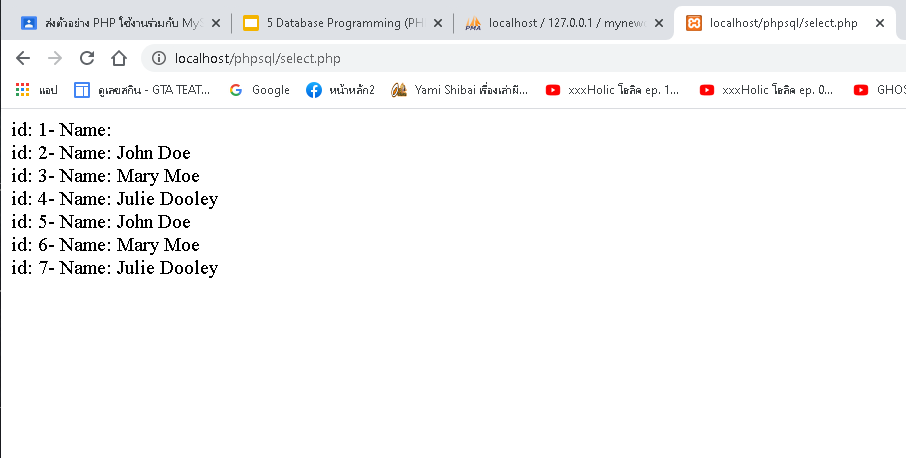 ส่งตัวอย่าง PHP ใช้งานร่วมกับ MyS
5 Database Programming (PH
localhost / 127.0.0.1 / mynew
localhost/phpsql/select.php
localhost/phpsql/select.php
แอป
ดูเลขสกิน - GTA TEAT...
Google
หน้าหลัก2
Yami Shibai เรื่องเล่าผี...
xxxHolic โฮลิค ep. 1...
xxxHolic โฮลิค ep. 0...
GHOS
id: 1- Name:
id: 2- Name: John Doe
id: 3- Name: Mary Moe
id: 4- Name: Julie Dooley
id: 5- Name: John Doe
id: 6- Name: Mary Moe
id: 7- Name: Julie Dooley